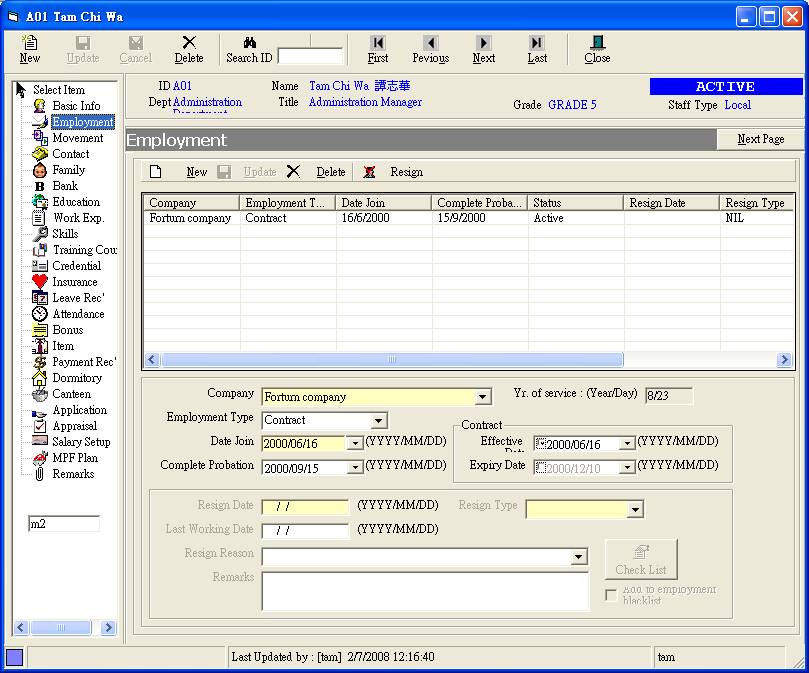 A01 Tam Chi Wa
New Update Cancel Delete Search ID First Pevious Next Last Close
ID A01 Name Tam Chi Wa 譚志華 ACTIVE
Dept Administration Department Title Administration Manager Grade GRADE 5 Staff Type Local
Select Item
Basic Info
Employment
Movement
Contact
Family
Bank
Education
Work Exp.
Skills
Training Cou
Credential
Insurance
Leave Rec'
Attendance
Bonus
Item
Payment Rec'
Dormitory
Canteen
Application
Appraisal
Salary Setup
MPF Plan
Remarks
m2
Employment Next Page
New Update Delete Resign
Company Employment T... Date Join Complete Proba... Status Resign Date Resign Type
Fortum company Contract 16/6/2000 15/9/2000 Active NIL
Company Fortum company Yr. of service : (Year/Day) 8/23
Employment Type Contract
Contract
Date Join 2000/06/16 (YYYY/MM/DD) Effective Date 2000/06/16 (YYYY/MM/DD)
Complete Probation 2000/09/15 (YYYY/MM/DD) Expiry Date 2000/12/10 (YYYY/MM/DD)
Resign Date / / (YYYY/MM/DD) Resign Type
Last Working Date / / (YYYY/MM/DD)
Resign Reason
Check List
Remarks
Add to employment
blacklist
Last Updated by : [tam] 2/7/2008 12:16:40 tam